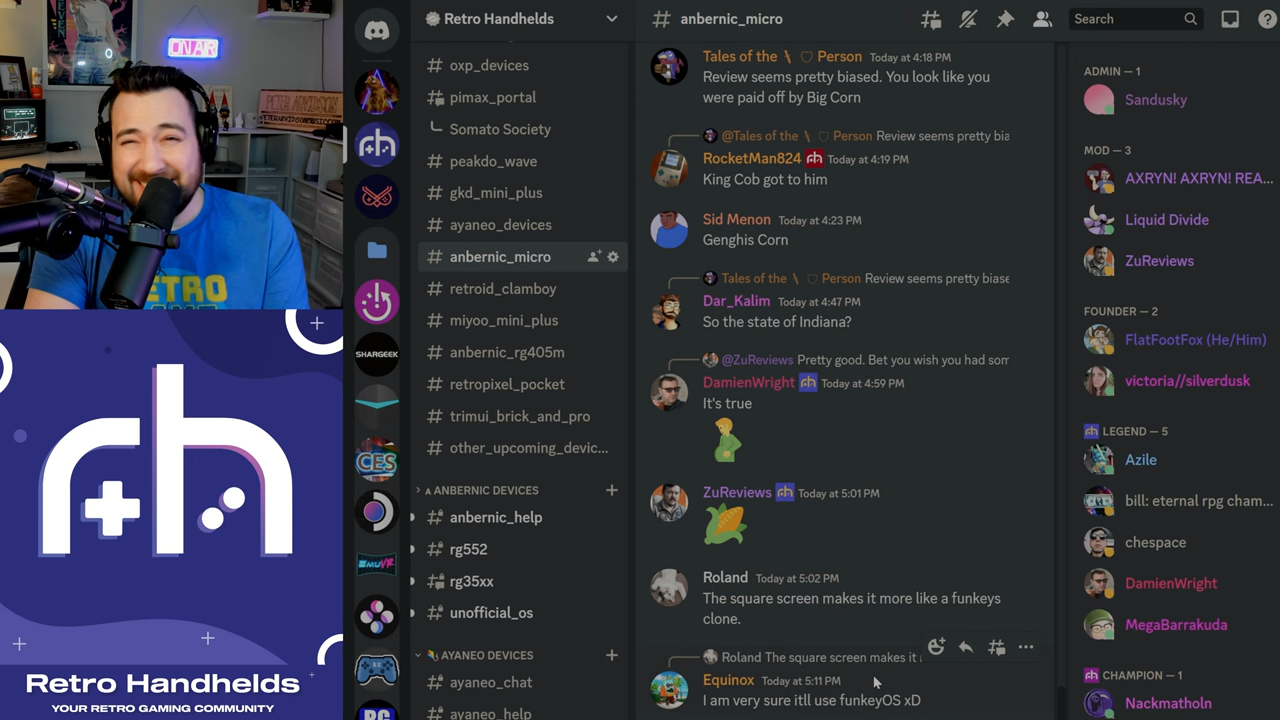 ON AIR
PETER ARVIDSON
rh
Retro Handhelds
YOUR RETRO GAMING COMMUNITY
SHARGEEK
CES
EMUVR
Retro Handhelds
oxp_devices
pimax_portal
Somato Society
peakdo_wave
gkd_mini_plus
ayaneo_devices
anbernic_micro
retroid_clamboy
miyoo_mini_plus
anbernic_rg405m
retropixel_pocket
trimui_brick_and_pro
other_upcoming_devic...
ANBERNIC DEVICES
anbernic_help
rg552
rg35xx
unofficial_os
AYANEO DEVICES
ayaneo_chat
ayaneo_help
# anbernic_micro
Search
Tales of the Person Today at 4:18 PM
Review seems pretty biased. You look like you
were paid off by Big Corn
@Tales of the Person Review seems pretty bia
RocketMan824 Today at 4:19 PM
King Cob got to him
Sid Menon Today at 4:23 PM
Genghis Corn
Tales of the Person Review seems pretty biase
Dar_Kalim Today at 4:47 PM
So the state of Indiana?
@ZuReviews Pretty good. Bet you wish you had som
DamienWright Today at 4:59 PM
It's true
ZuReviews Today at 5:01 PM
Roland Today at 5:02 PM
The square screen makes it more like a funkeys
clone.
Roland The square screen makes it
Equinox Today at 5:11 PM
I am very sure itll use funkeyOS xD
ADMIN — 1
Sandusky
MOD — 3
AXRYN! AXRYN! REA...
Liquid Divide
ZuReviews
FOUNDER — 2
FlatFootFox (He/Him)
victoria//silverdusk
LEGEND — 5
Azile
bill: eternal rpg cham...
chespace
DamienWright
MegaBarrakuda
CHAMPION — 1
Nackmatholn